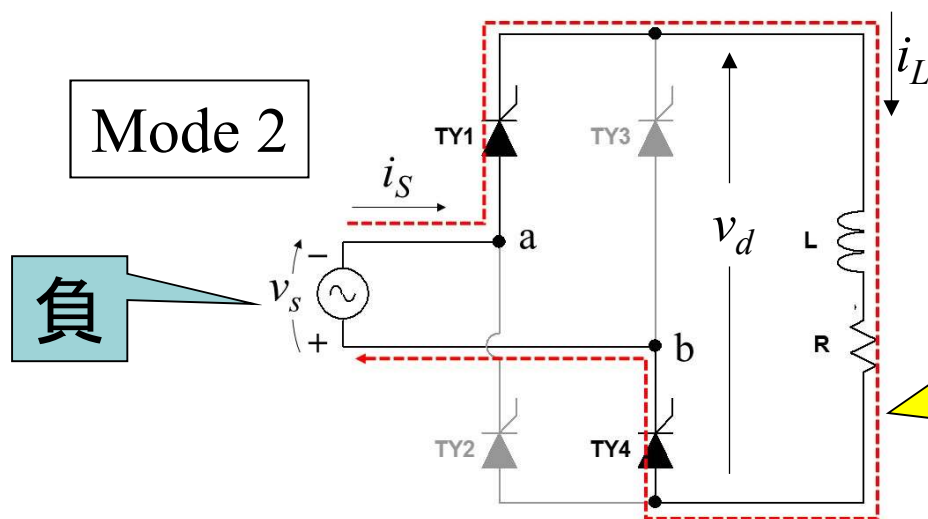 Mode 2
TY1
TY3
i_L
i_S
a
v_d
L
負
−
v_s
+
b
R
TY2
TY4